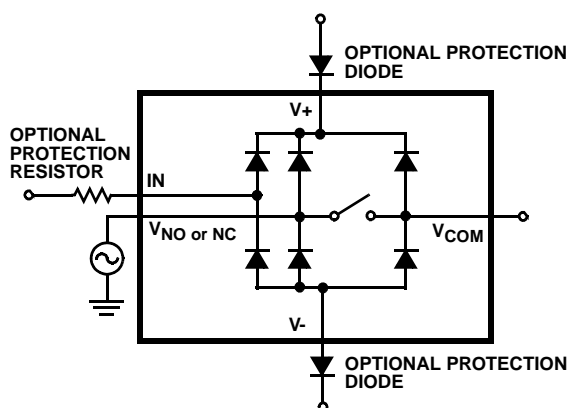 OPTIONAL PROTECTION
DIODE
V+
OPTIONAL
PROTECTION
RESISTOR
IN
VNO or NC
VCOM
V-
OPTIONAL PROTECTION
DIODE